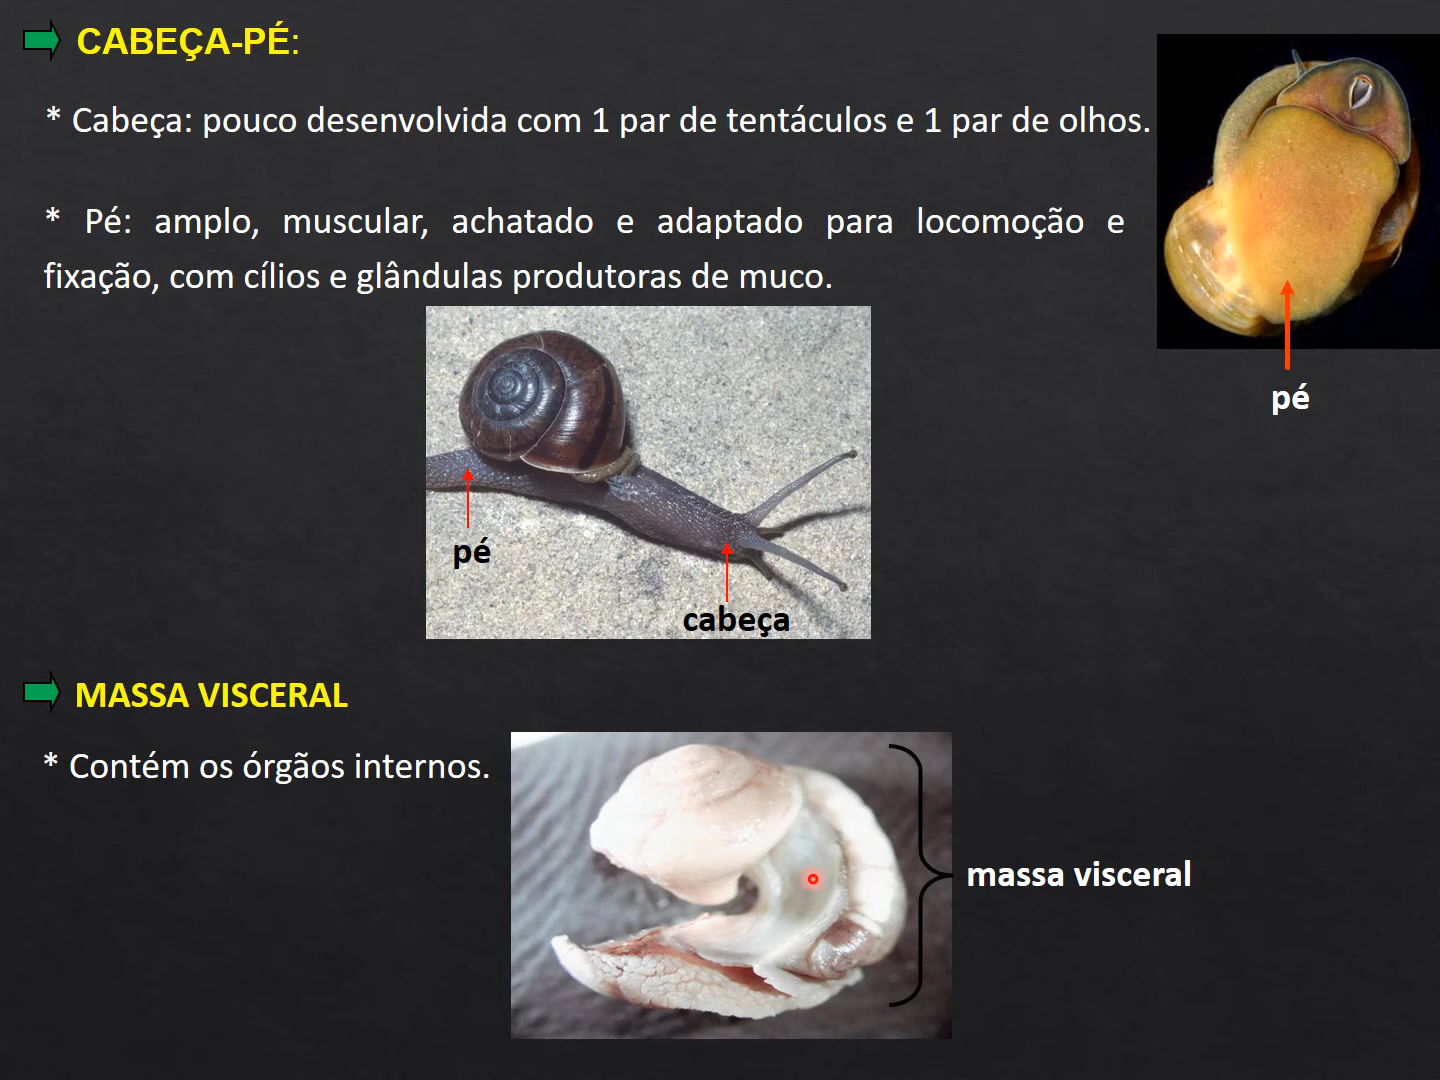 CABEÇA-PÉ:
* Cabeça: pouco desenvolvida com 1 par de tentáculos e 1 par de olhos.
* Pé: amplo, muscular, achatado e adaptado para locomoção e
fixação, com cílios e glândulas produtoras de muco.
pé
pé
cabeça
MASSA VISCERAL
* Contém os órgãos internos.
massa visceral